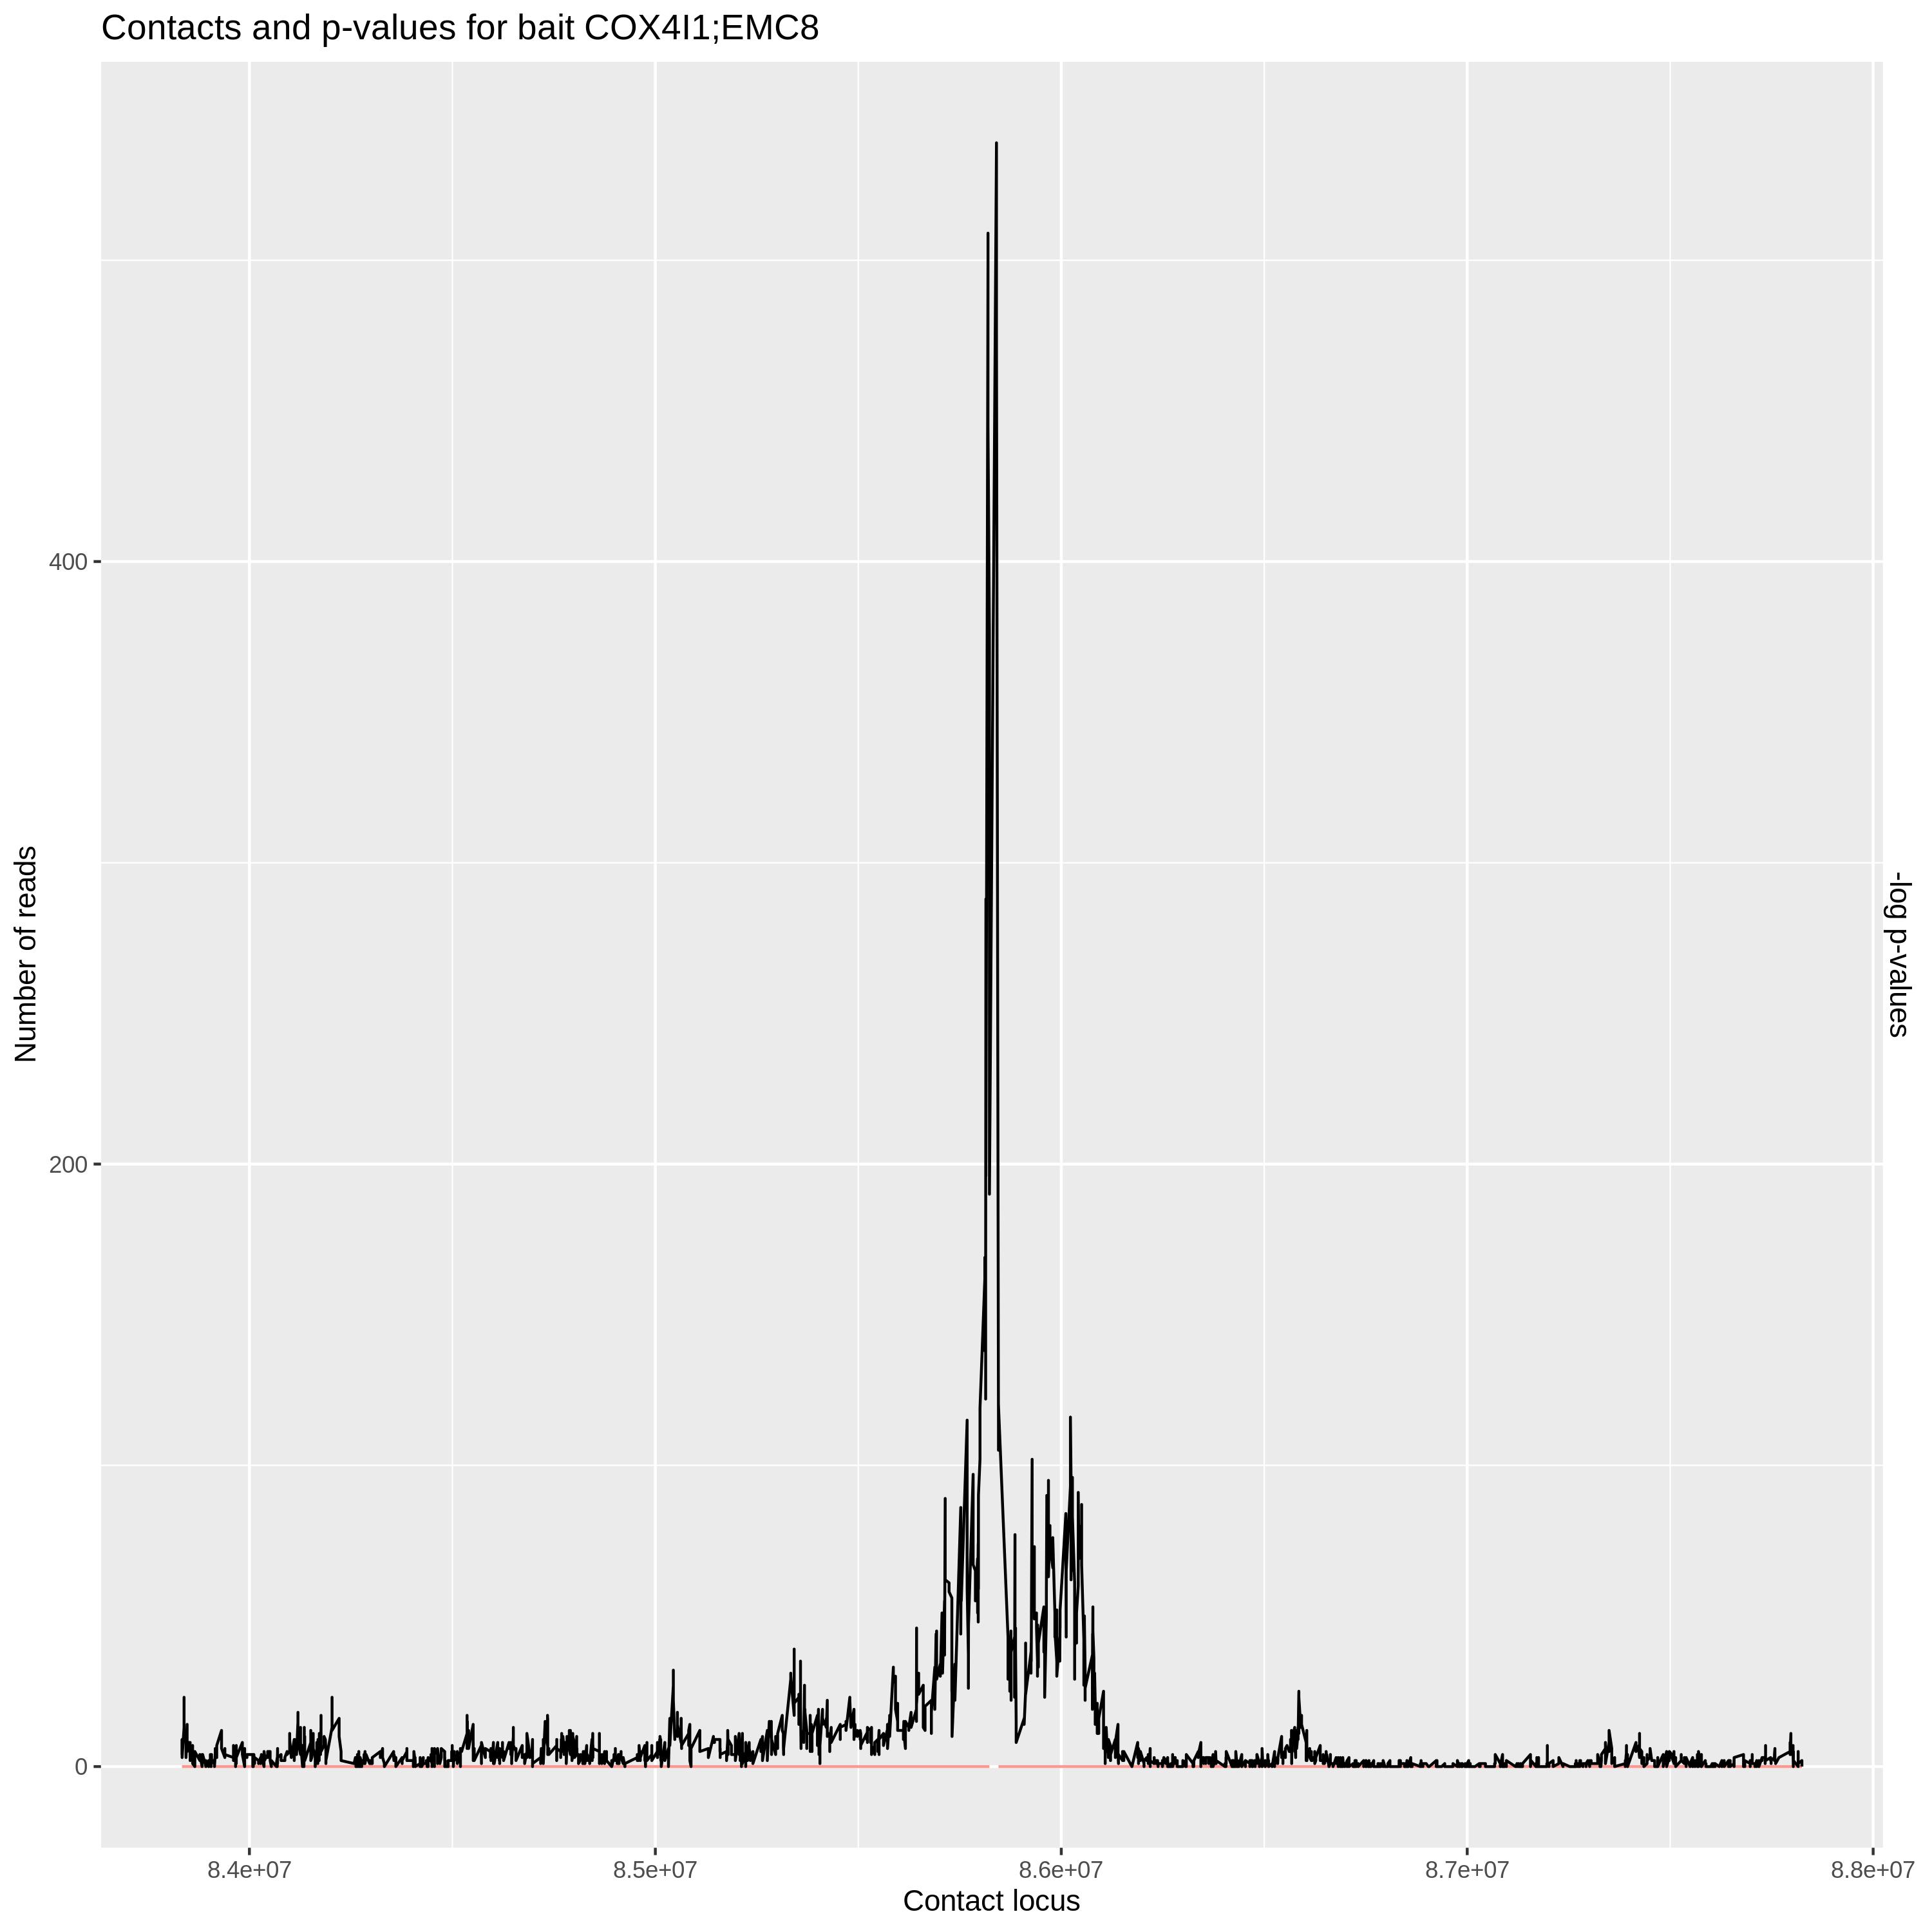 Contacts and p-values for bait COX4I1;EMC8
Number of reads
400
200
0
-log p-values
8.4e+07
8.5e+07
8.6e+07
8.7e+07
8.8e+07
Contact locus